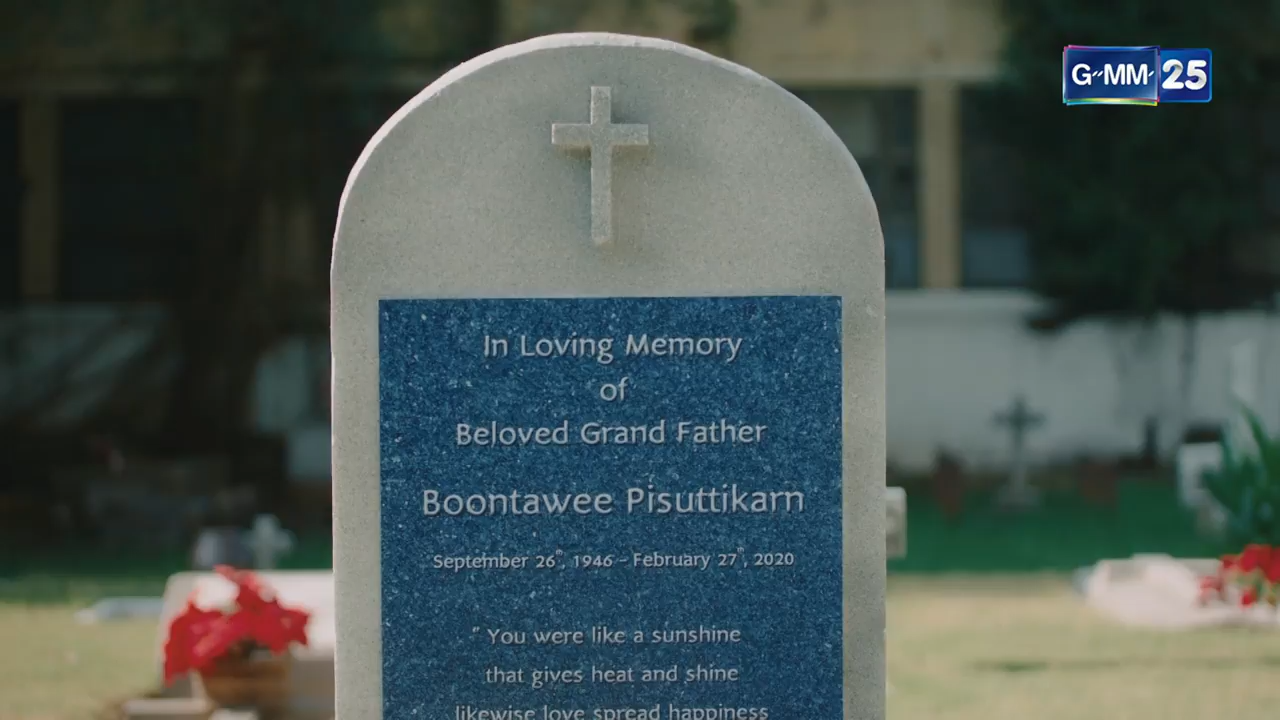 G"MM' 25
In Loving Memory
of
Beloved Grand Father
Boontawee Pisuttikarn
September 26th, 1946 - February 27th, 2020
" You were like a sunshine
that gives heat and shine
likewise love spread happiness